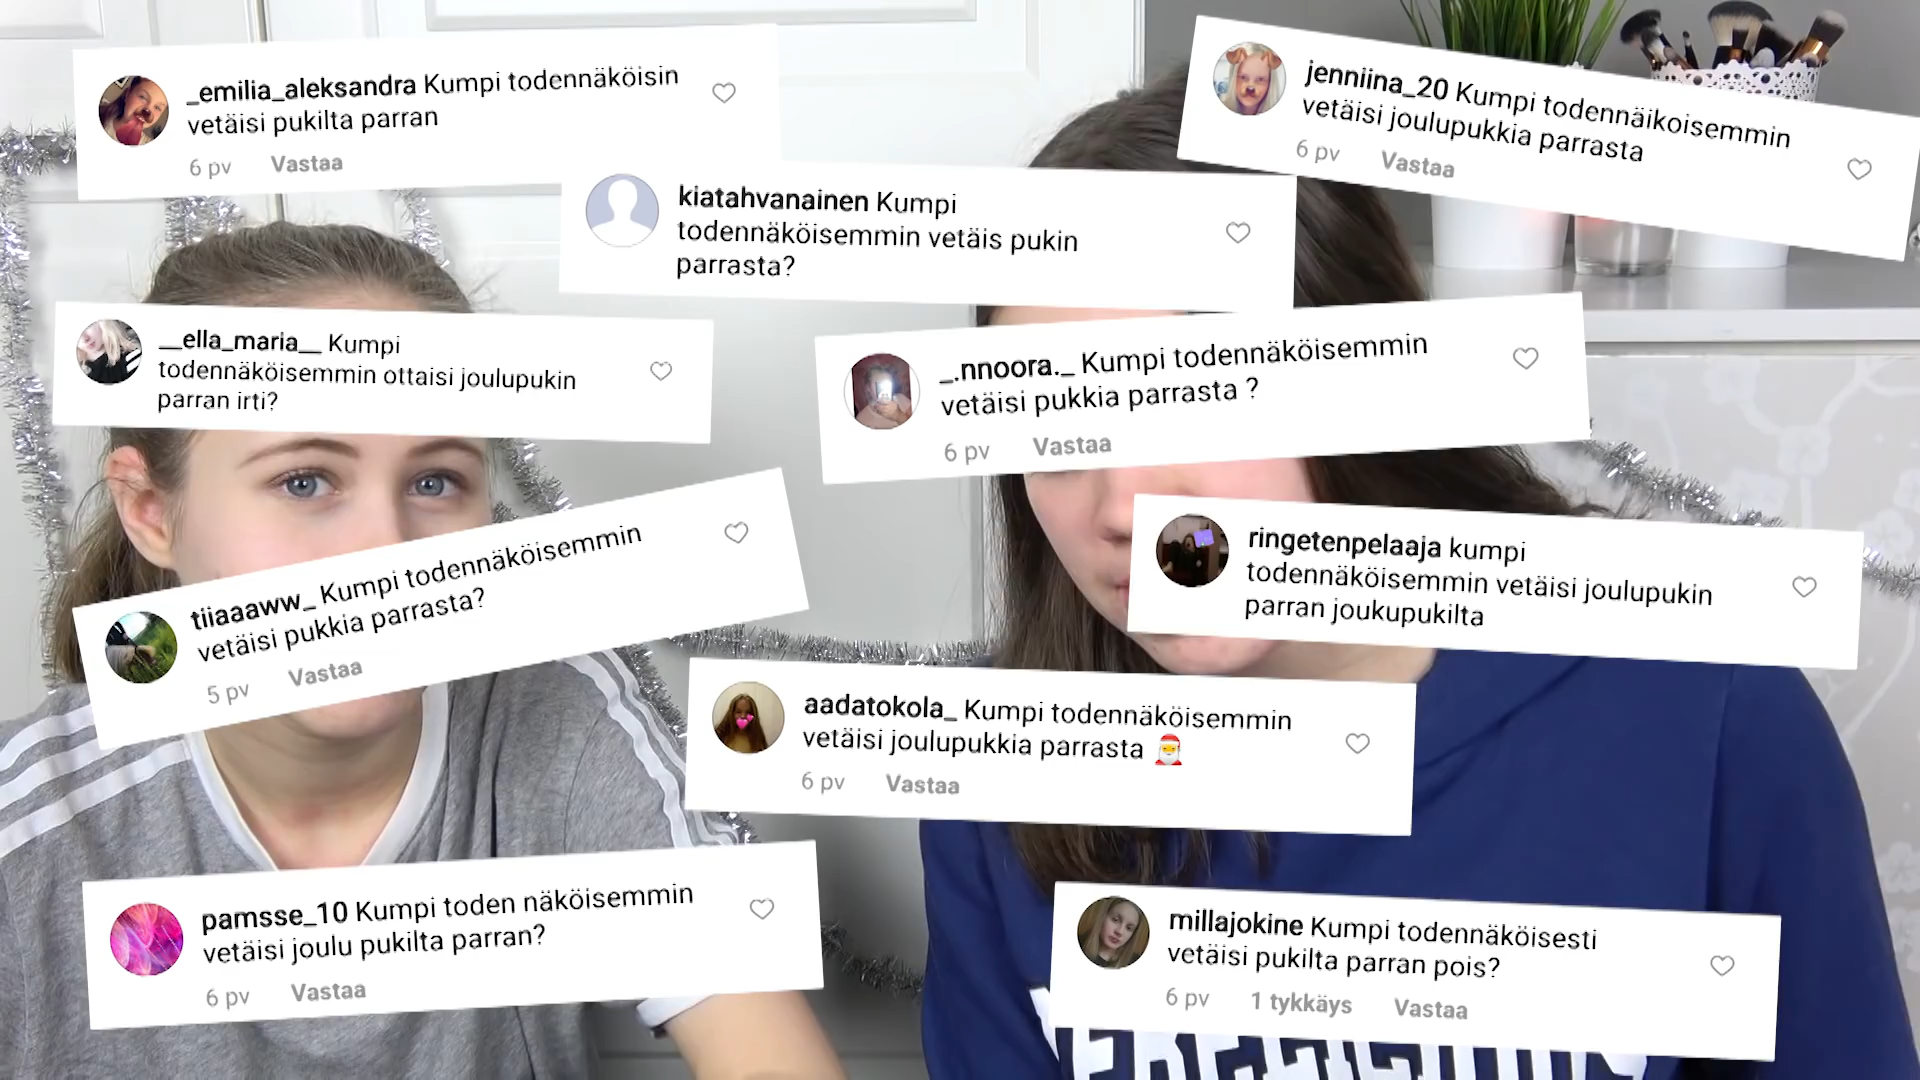 _emilia_aleksandra Kumpi todennäköisin
vetäisi pukilta parran
6 pv Vastaa
jenniina_20 Kumpi todennäikoisemmin
vetäisi joulupukkia parrasta
6 pv Vastaa
kiatahvanainen Kumpi
todennäköisemmin vetäis pukin
parrasta?
__ella_maria__ Kumpi
todennäköisemmin ottaisi joulupukin
parran irti?
_.nnoora._ Kumpi todennäköisemmin
vetäisi pukkia parrasta ?
6 pv Vastaa
tiiaaaww_ Kumpi todennäköisemmin
vetäisi pukkia parrasta?
5 pv Vastaa
ringetenpelaaja kumpi
todennäköisemmin vetäisi joulupukin
parran joukupukilta
aadatokola_ Kumpi todennäköisemmin
vetäisi joulupukkia parrasta 🎅
6 pv Vastaa
pamsse_10 Kumpi toden näköisemmin
vetäisi joulu pukilta parran?
6 pv Vastaa
millajokine Kumpi todennäköisesti
vetäisi pukilta parran pois?
6 pv 1 tykkäys Vastaa